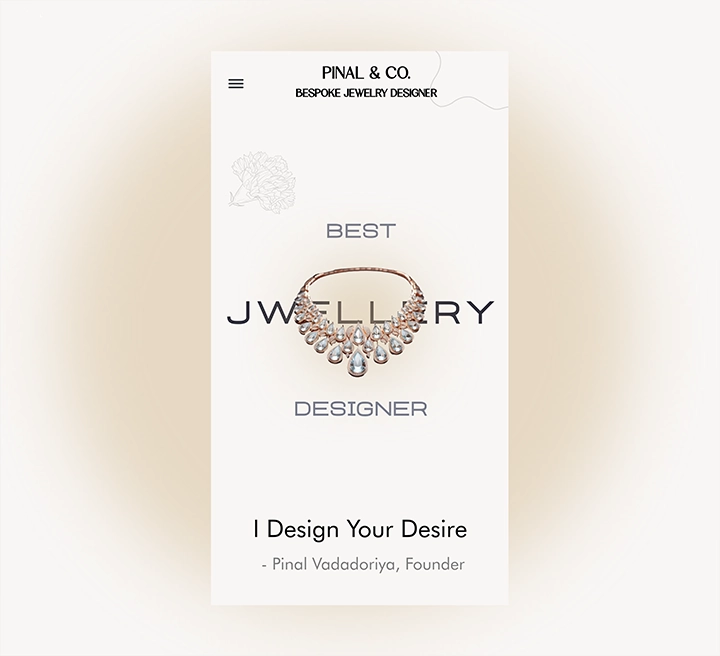 PINAL & CO.
BESPOKE JEWELRY DESIGNER
BEST
JWELLERY
DESIGNER
I Design Your Desire
- Pinal Vadadoriya, Founder